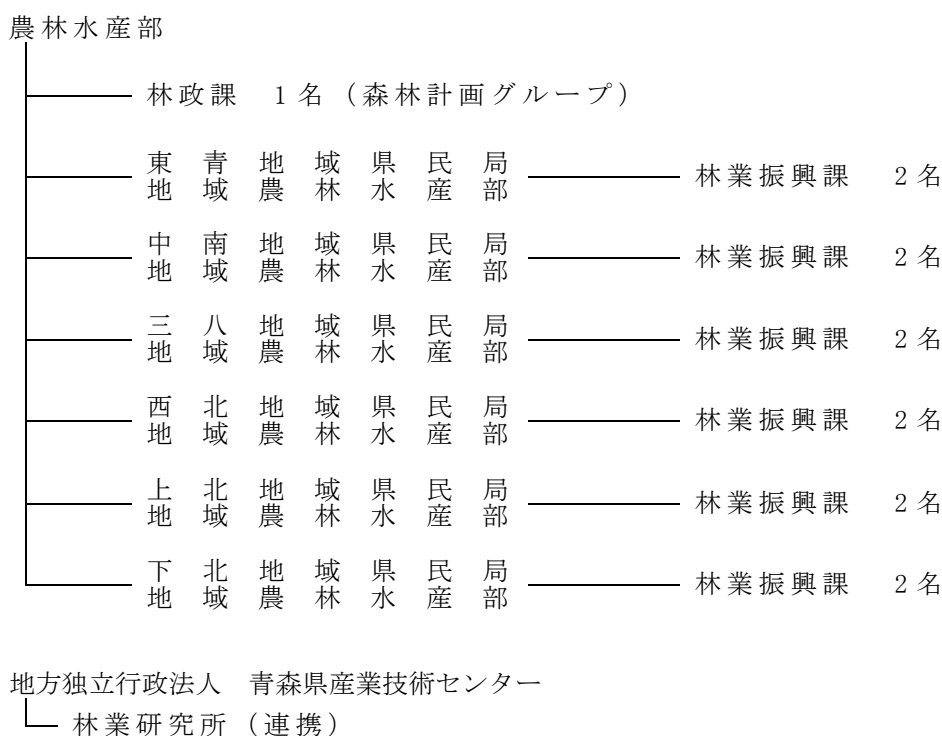 農林水産部
林政課 1名（森林計画グループ）
東青地域県民局
地域農林水産部 林業振興課 2名
中南地域県民局
地域農林水産部 林業振興課 2名
三八地域県民局
地域農林水産部 林業振興課 2名
西北地域県民局
地域農林水産部 林業振興課 2名
上北地域県民局
地域農林水産部 林業振興課 2名
下北地域県民局
地域農林水産部 林業振興課 2名
地方独立行政法人 青森県産業技術センター
林業研究所（連携）